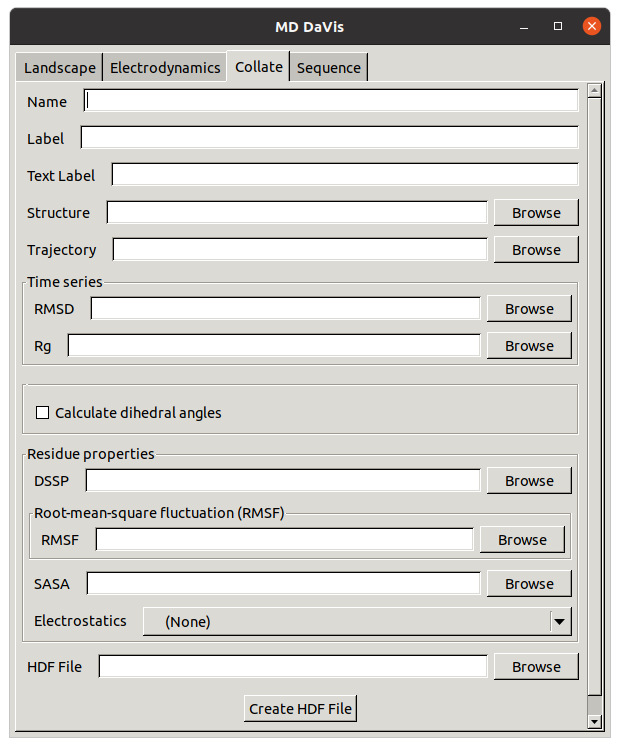 MD DaVis
Landscape Electrodynamics Collate Sequence
Name
Label
Text Label
Structure Browse
Trajectory Browse
Time series
RMSD Browse
Rg Browse
Calculate dihedral angles
Residue properties
DSSP Browse
Root-mean-square fluctuation (RMSF)
RMSF Browse
SASA Browse
Electrostatics (None)
HDF File Browse
Create HDF File